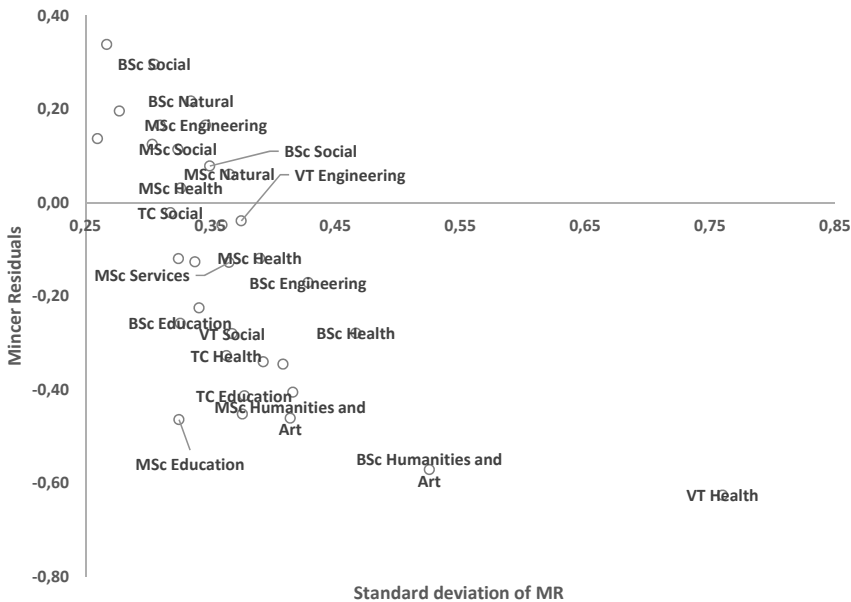 0,40
BSc Social
0,20
BSc Natural
MSc Engineering
MSc Social
BSc Social
MSc Natural
VT Engineering
MSc Health
0,00
TC Social
0,25
0,35
0,45
0,55
0,65
0,75
0,85
MSc Health
MSc Services
BSc Engineering
-0,20
BSc Education
VT Social
BSc Health
TC Health
-0,40
TC Education
MSc Humanities and
Art
MSc Education
BSc Humanities and
Art
VT Health
-0,60
-0,80
Mincer Residuals
Standard deviation of MR